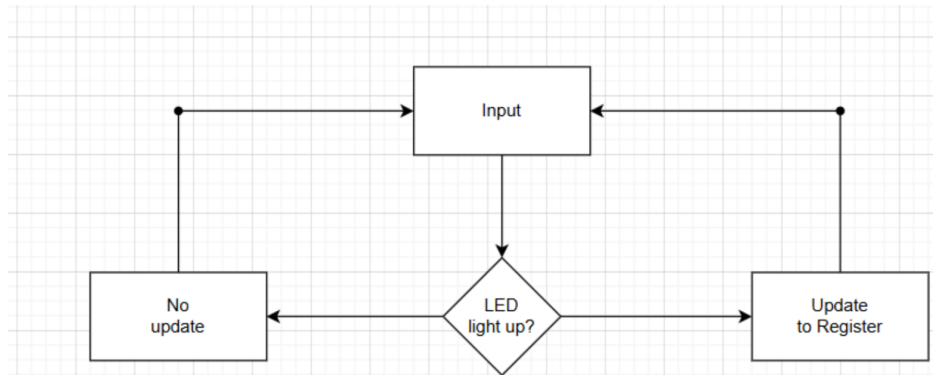 Input
No
update
LED
light up?
Update
to Register